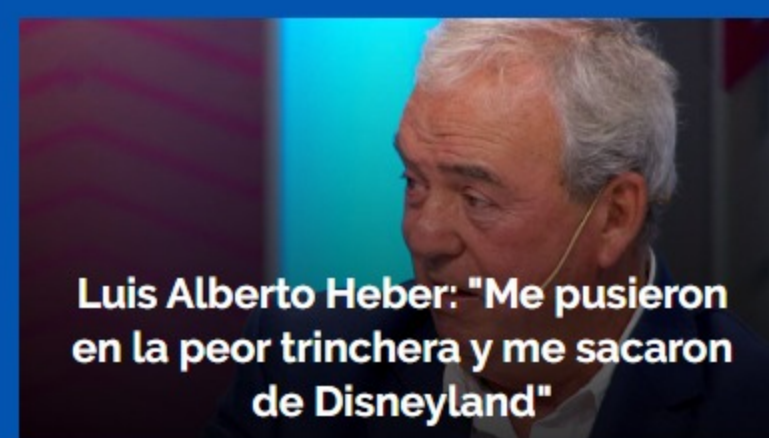 Luis Alberto Heber: "Me pusieron
en la peor trinchera y me sacaron
de Disneyland"